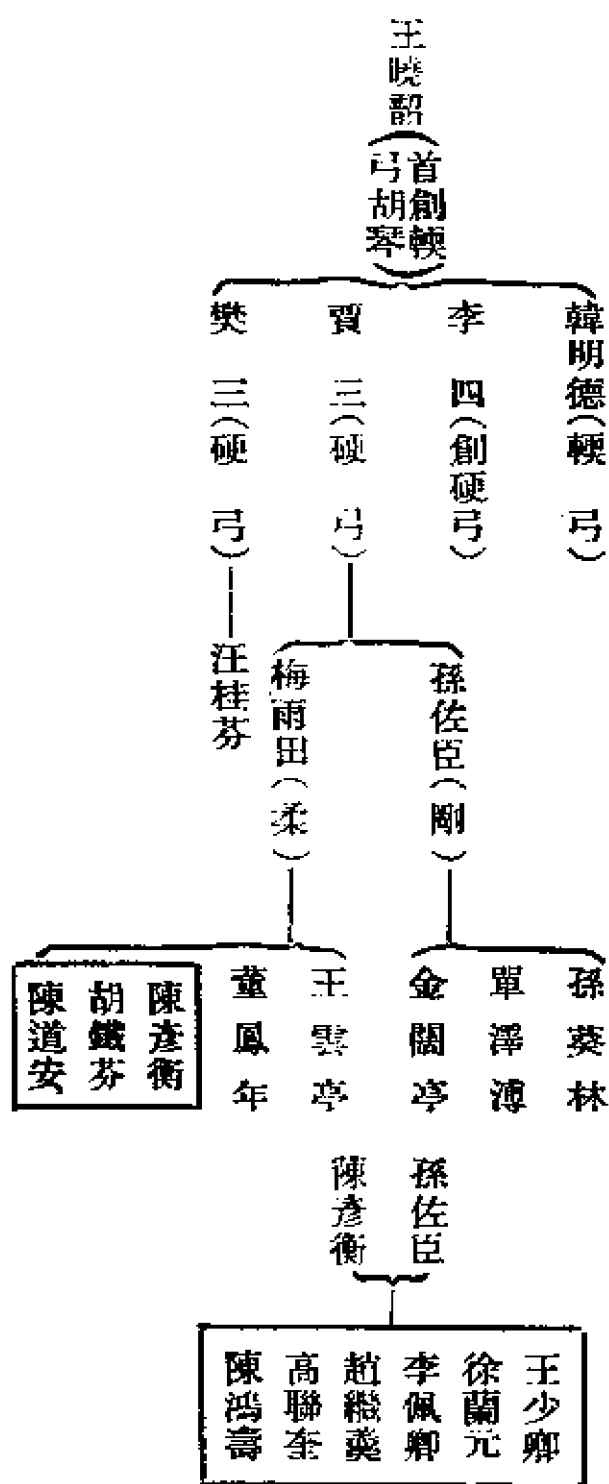 王曉韶（首創輭弓胡琴）
韓明德（輭弓）
李四（創硬弓）
賈三（硬弓）
樊三（硬弓）
汪桂芬
孫佐臣（剛）
梅雨田（柔）
孫葵林
單澤溥
金闊亭
王雲亭
董鳳年
陳彥衡
胡鐵芬
陳道安
孫佐臣
陳彥衡
王少卿
徐蘭元
李佩卿
趙繼羹
高聯奎
陳鴻壽